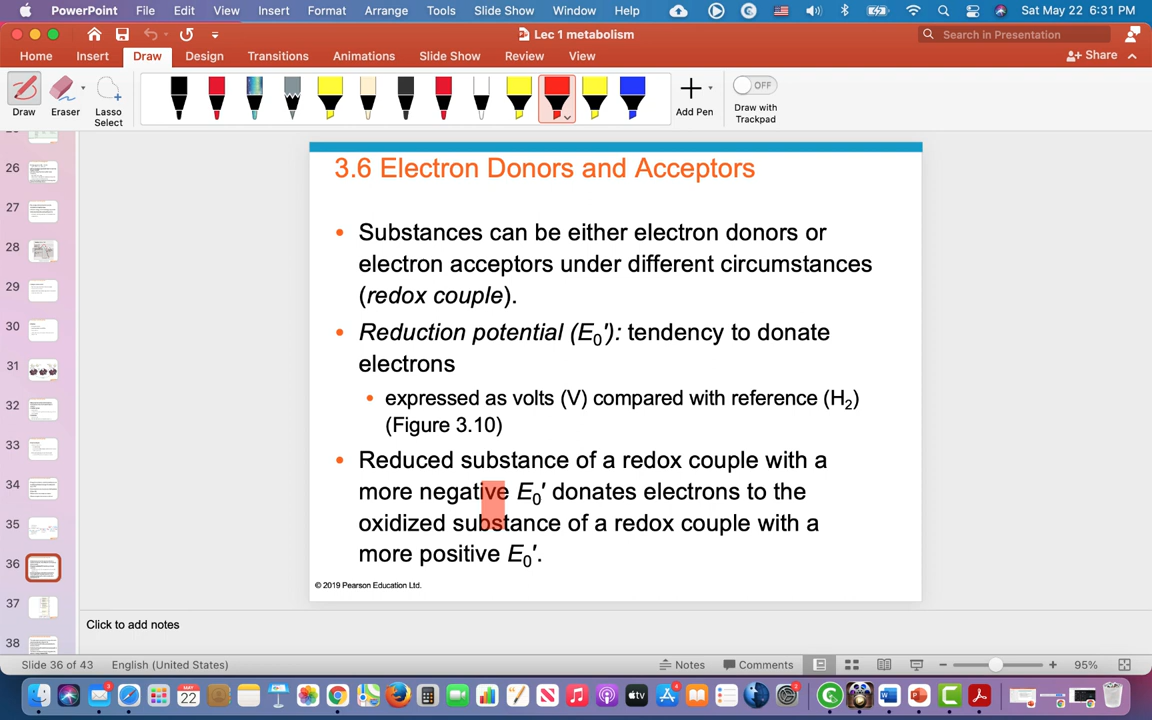 PowerPoint File Edit View Insert Format Arrange Tools Slide Show Window Help Sat May 22 6:31 PM
Lec 1 metabolism
Search in Presentation
Home Insert Draw Design Transitions Animations Slide Show Review View Share
OFF
Draw Eraser Lasso Select Add Pen Draw with Trackpad
3.6 Electron Donors and Acceptors
• Substances can be either electron donors or
electron acceptors under different circumstances
(redox couple).
• Reduction potential (E₀′): tendency to donate
electrons
• expressed as volts (V) compared with reference (H₂)
(Figure 3.10)
• Reduced substance of a redox couple with a
more negative E₀′ donates electrons to the
oxidized substance of a redox couple with a
more positive E₀′.
© 2019 Pearson Education Ltd.
26
27
28
29
30
31
32
33
34
35
36
37
38
Click to add notes
Slide 36 of 43 English (United States) Notes Comments 95%